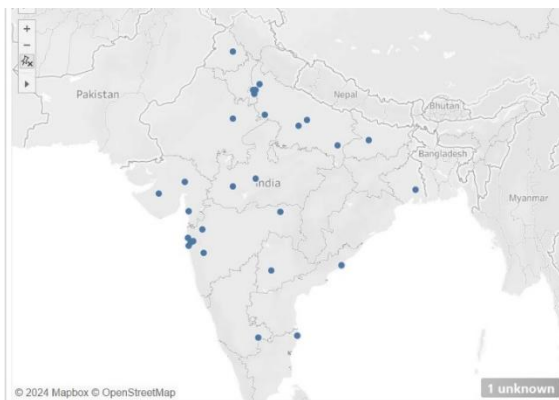 +
−
Pakistan
Nepal
Bhutan
Bangladesh
India
Myanmar
© 2024 Mapbox © OpenStreetMap
1 unknown